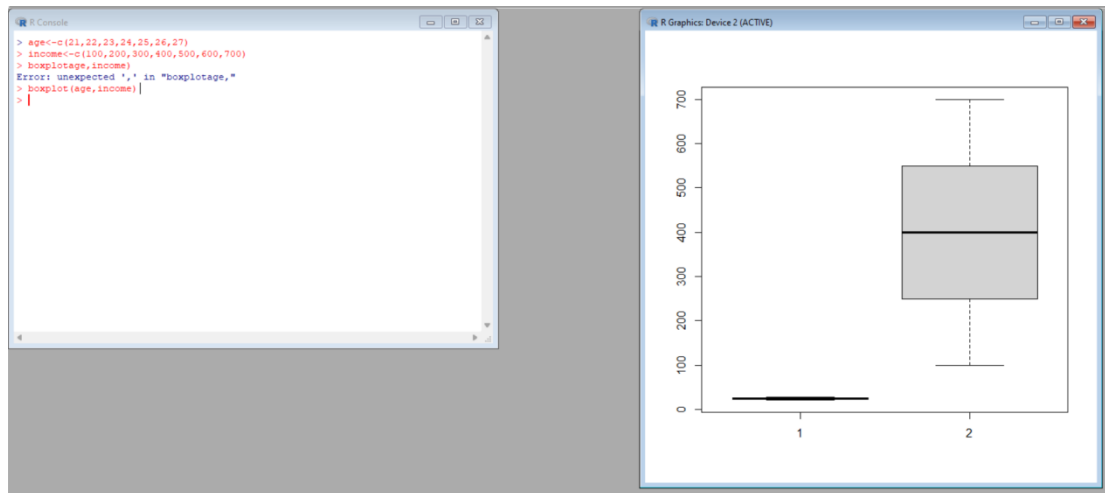 R Console
> age<-c(21,22,23,24,25,26,27)
> income<-c(100,200,300,400,500,600,700)
> boxplotage,income)
Error: unexpected ',' in "boxplotage,"
> boxplot(age,income)
>
R Graphics: Device 2 (ACTIVE)
700
600
500
400
300
200
100
0
1 2